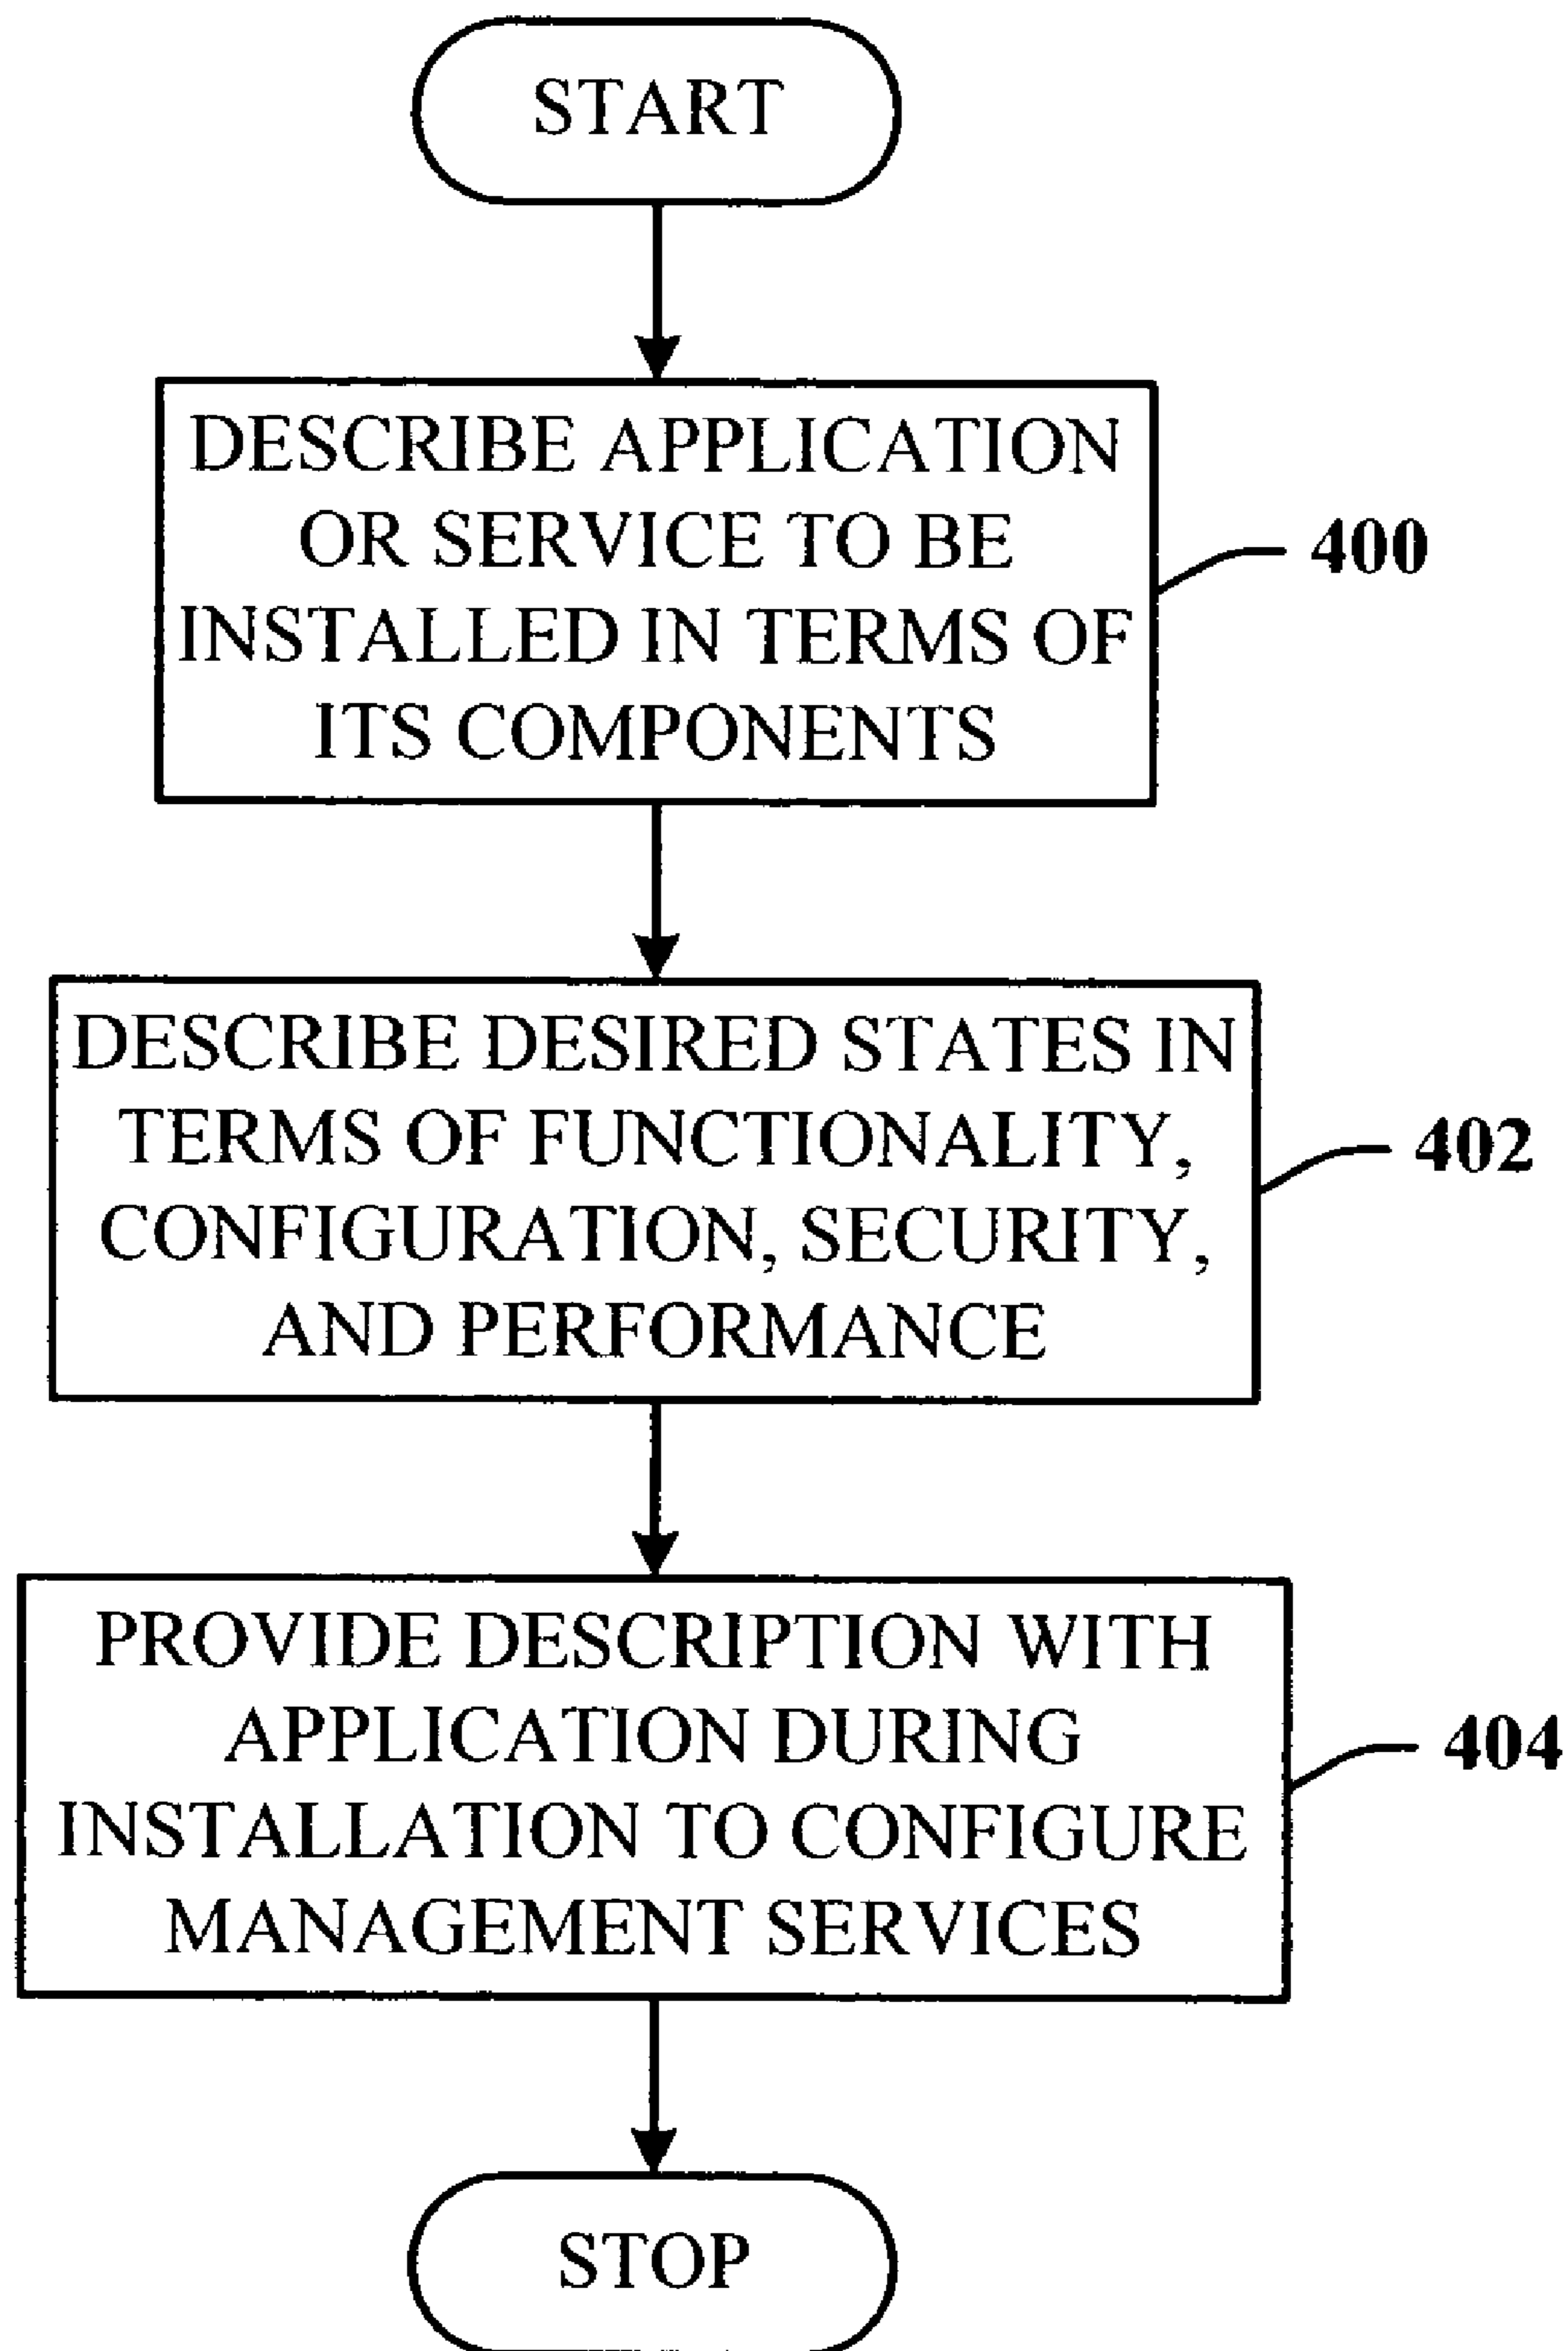 START
DESCRIBE APPLICATION
OR SERVICE TO BE
INSTALLED IN TERMS OF
ITS COMPONENTS
400
DESCRIBE DESIRED STATES IN
TERMS OF FUNCTIONALITY,
CONFIGURATION, SECURITY,
AND PERFORMANCE
402
PROVIDE DESCRIPTION WITH
APPLICATION DURING
INSTALLATION TO CONFIGURE
MANAGEMENT SERVICES
404
STOP